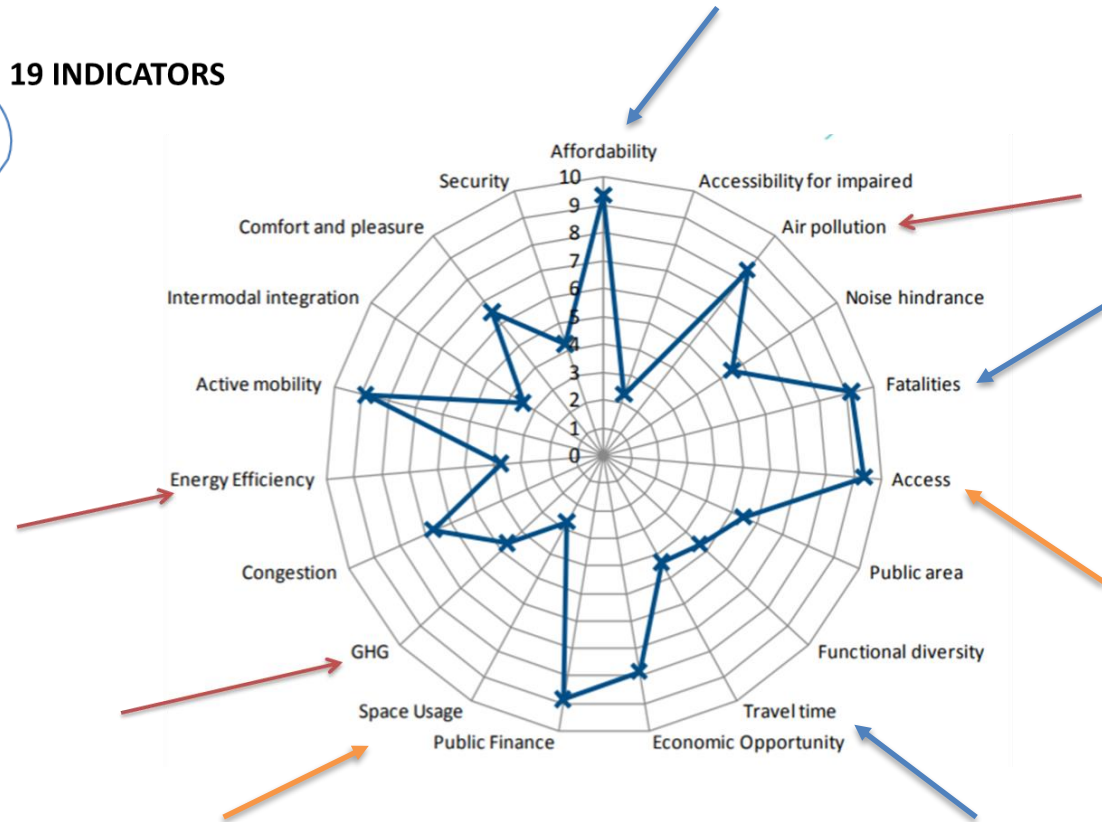 19 INDICATORS
Affordability
Accessibility for impaired
Air pollution
Noise hindrance
Fatalities
Access
Public area
Functional diversity
Travel time
Economic Opportunity
Public Finance
Space Usage
GHG
Congestion
Energy Efficiency
Active mobility
Intermodal integration
Comfort and pleasure
Security
10
9
8
7
6
5
4
3
2
1
0